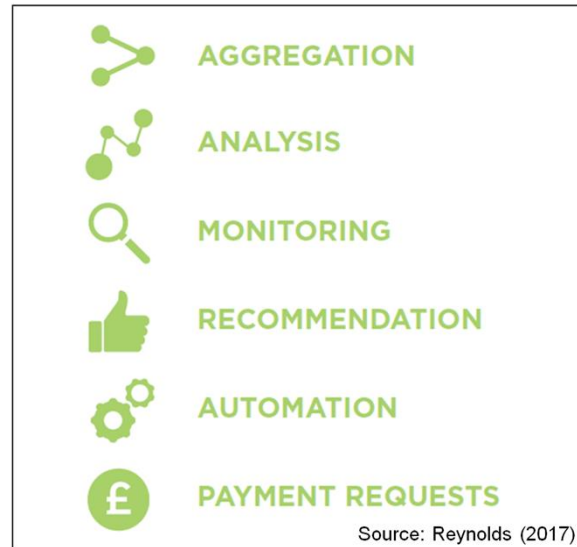 AGGREGATION
ANALYSIS
MONITORING
RECOMMENDATION
AUTOMATION
£ PAYMENT REQUESTS
Source: Reynolds (2017)